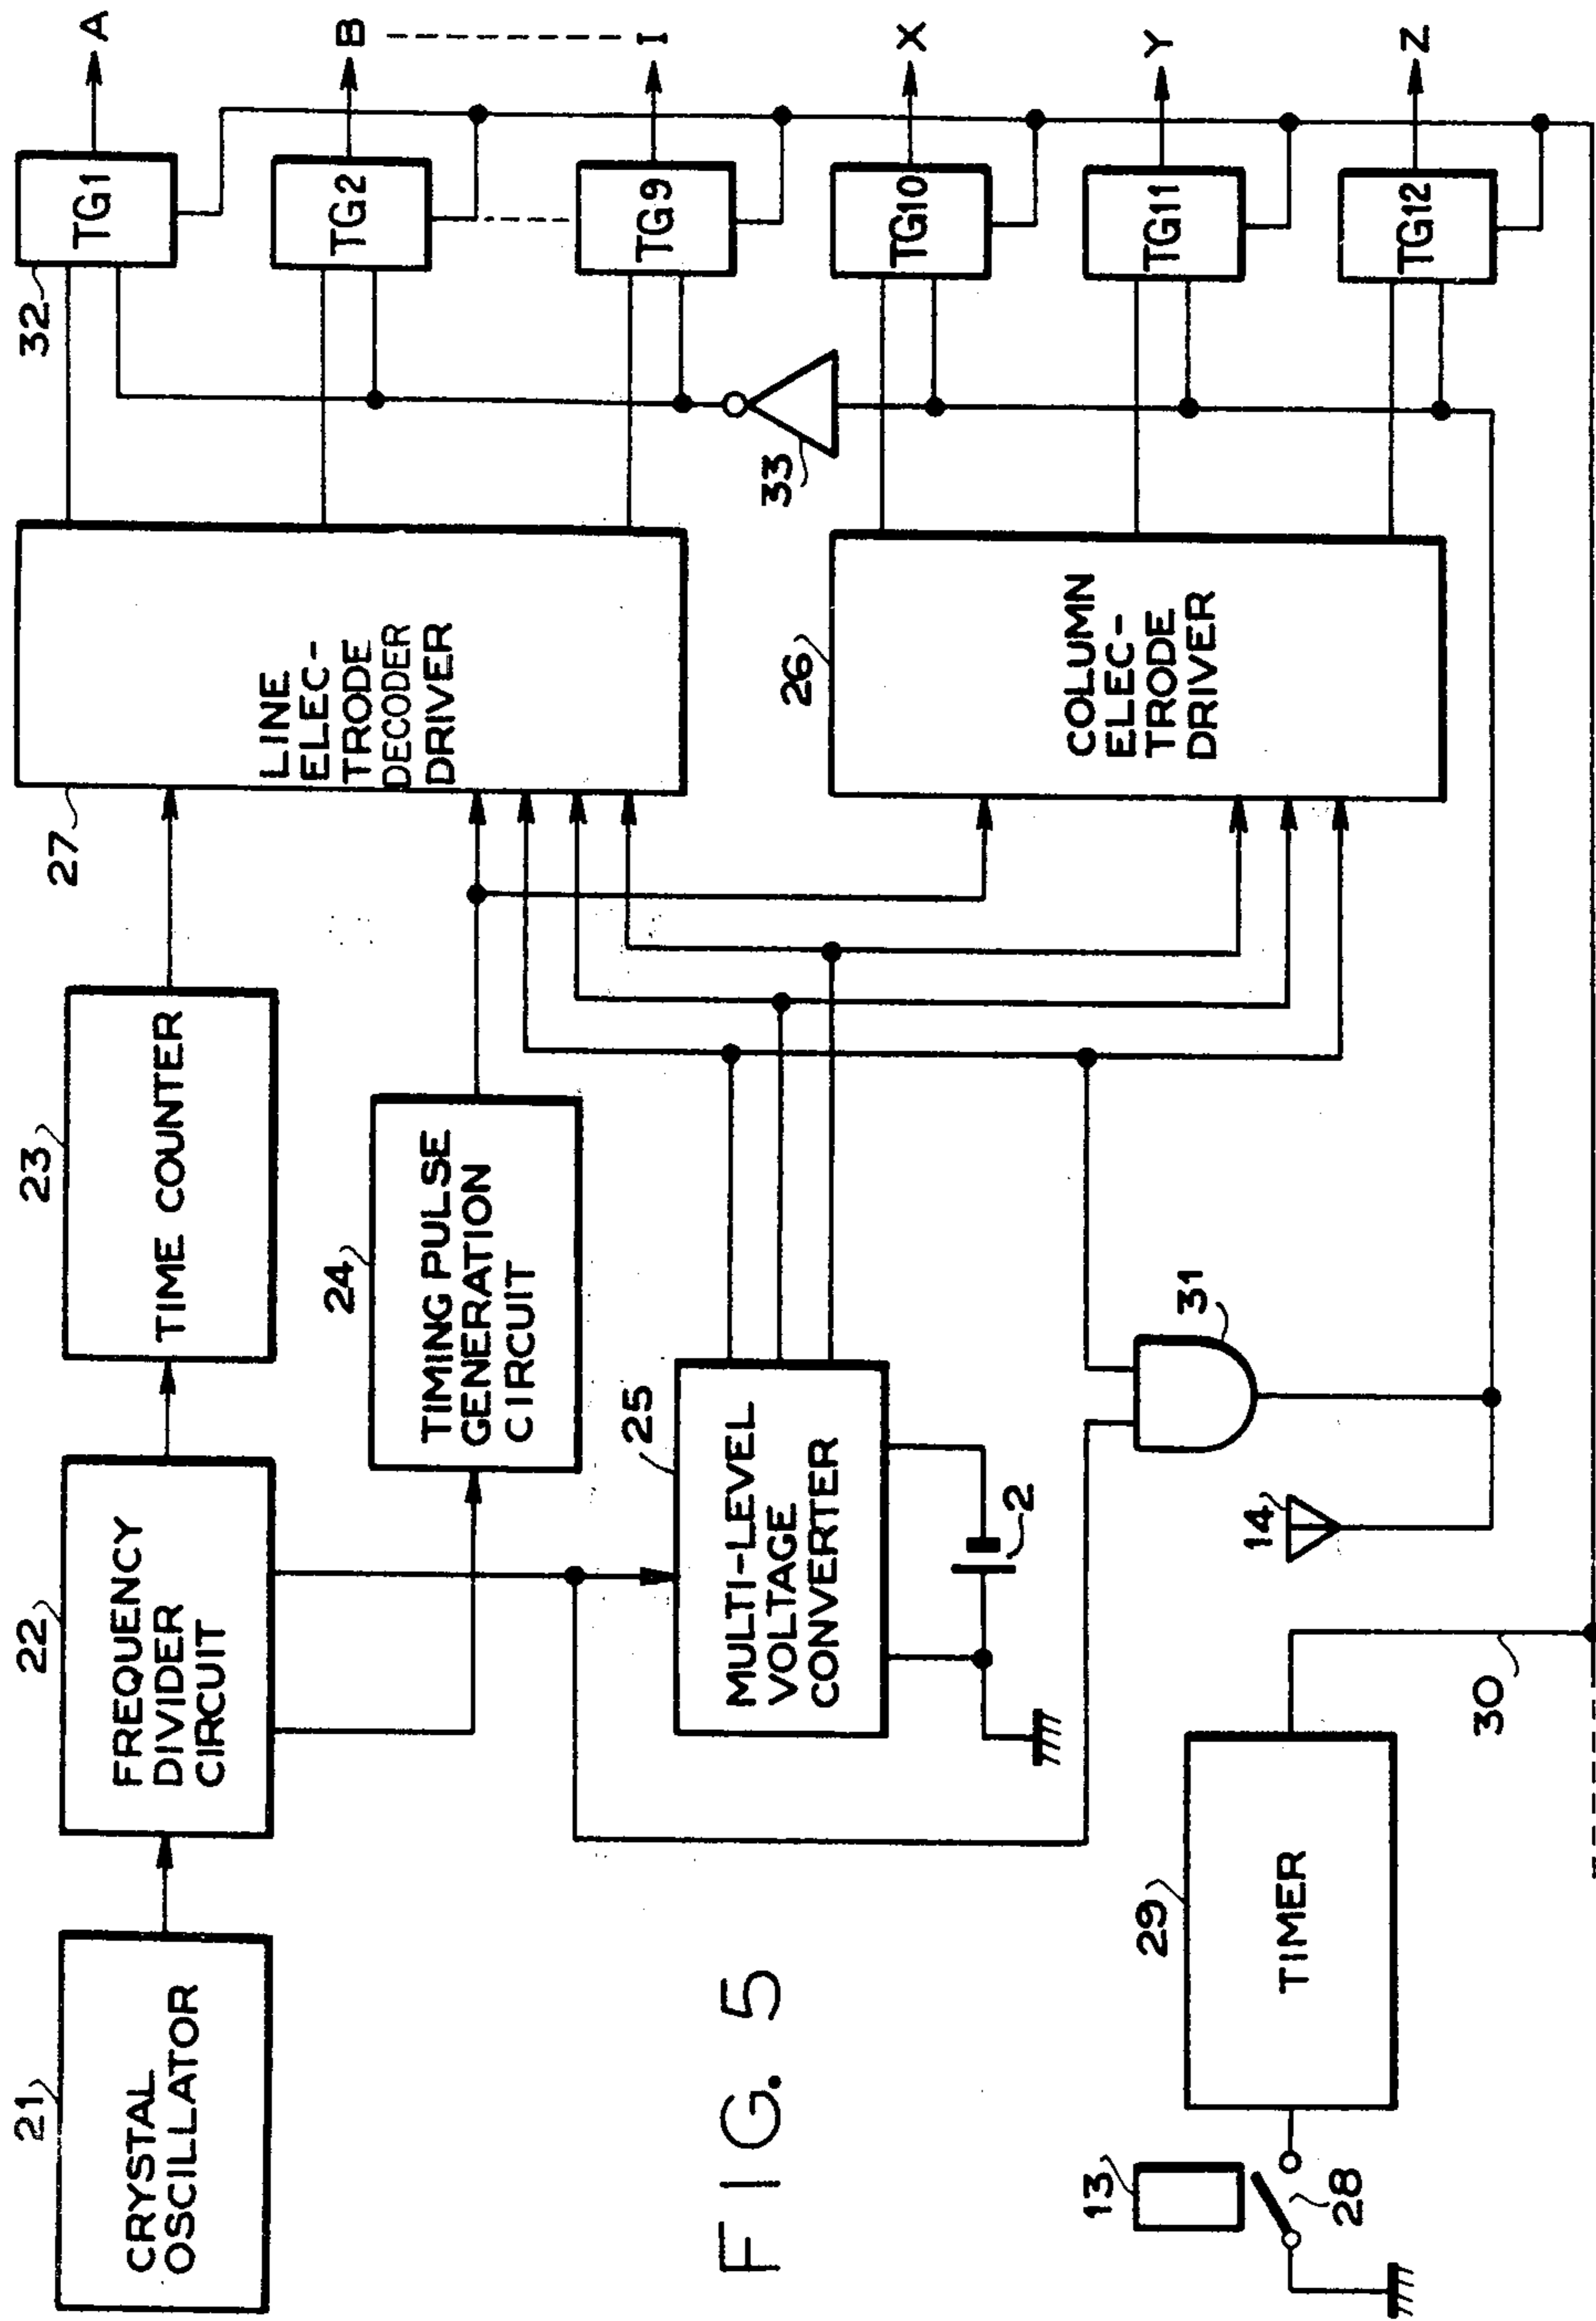 21
CRYSTAL
OSCILLATOR
22
FREQUENCY
DIVIDER
CIRCUIT
23
TIME COUNTER
24
TIMING PULSE
GENERATION
CIRCUIT
25
MULTI-LEVEL
VOLTAGE
CONVERTER
2
27
LINE
ELEC-
TRODE
DECODER
DRIVER
26
COLUMN
ELEC-
TRODE
DRIVER
32
TG1
A
TG2
B
TG9
I
33
TG10
X
TG11
Y
TG12
Z
31
14
13
28
29
TIMER
30
FIG. 5